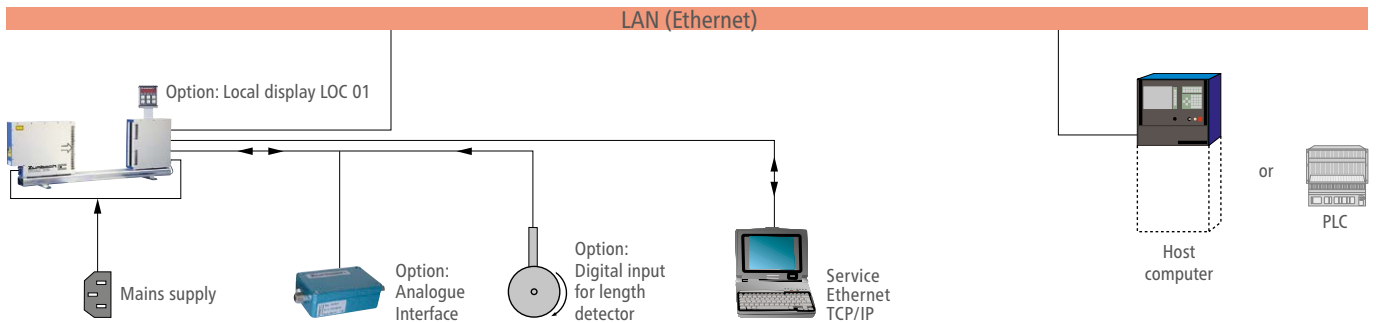 LAN (Ethernet)
Option: Local display LOC 01
ZUMBACH
Mains supply
Option:
Analogue
Interface
Option:
Digital input
for length
detector
Service
Ethernet
TCP/IP
Host
computer
or
PLC